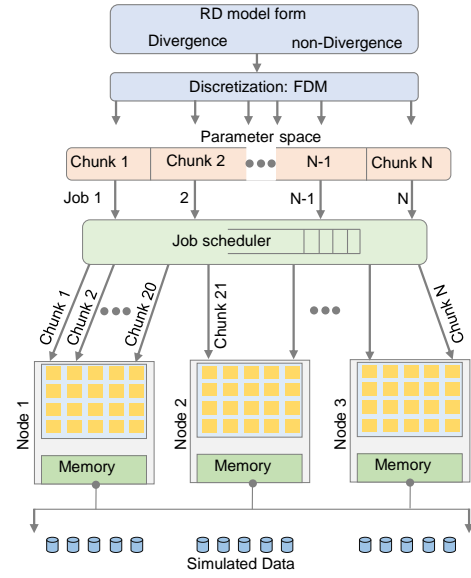 RD model form
Divergence non-Divergence
Discretization: FDM
Parameter space
Chunk 1 Chunk 2 N-1 Chunk N
Job 1 2 N-1 N
Job scheduler
Chunk 1
Chunk 2
Chunk 20
Chunk 21
Chunk N
Node 1
Node 2
Node 3
Memory Memory Memory
Simulated Data